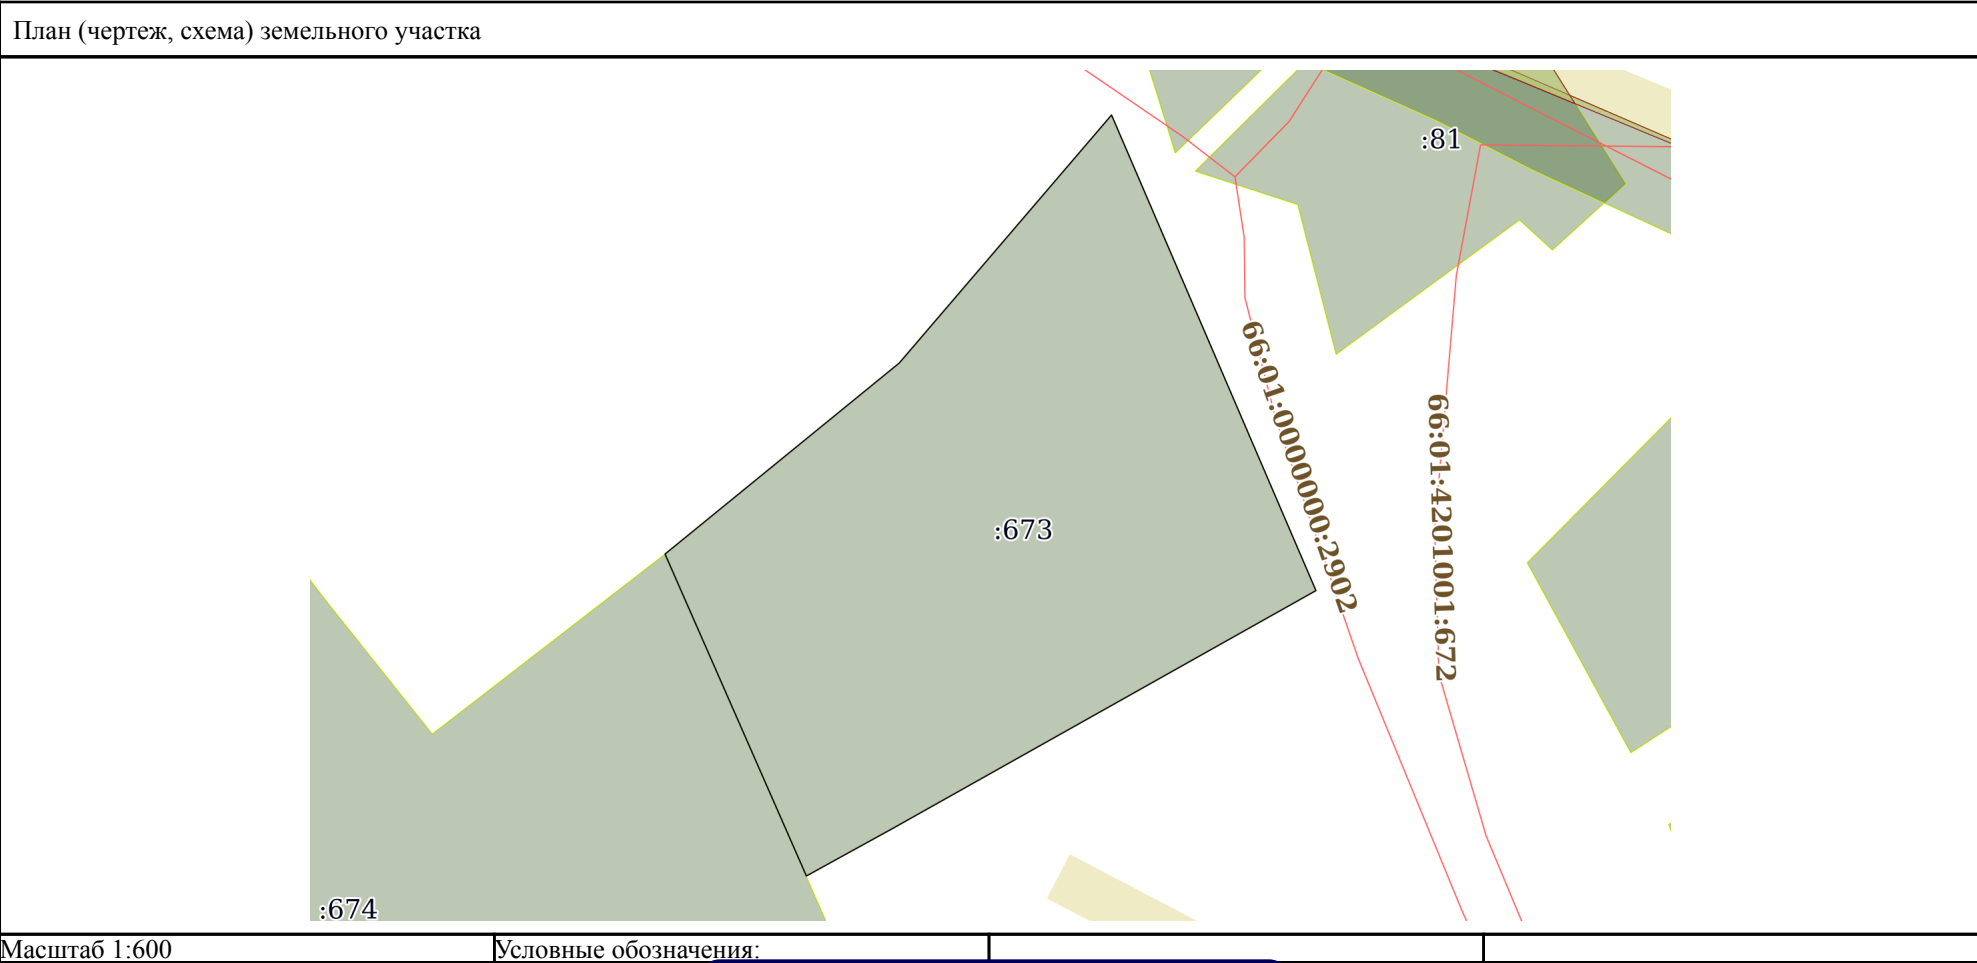 План (чертеж, схема) земельного участка
:81
66:01:0000000:2902
66:01:4201001:672
:673
:674
Масштаб 1:600
Условные обозначения: